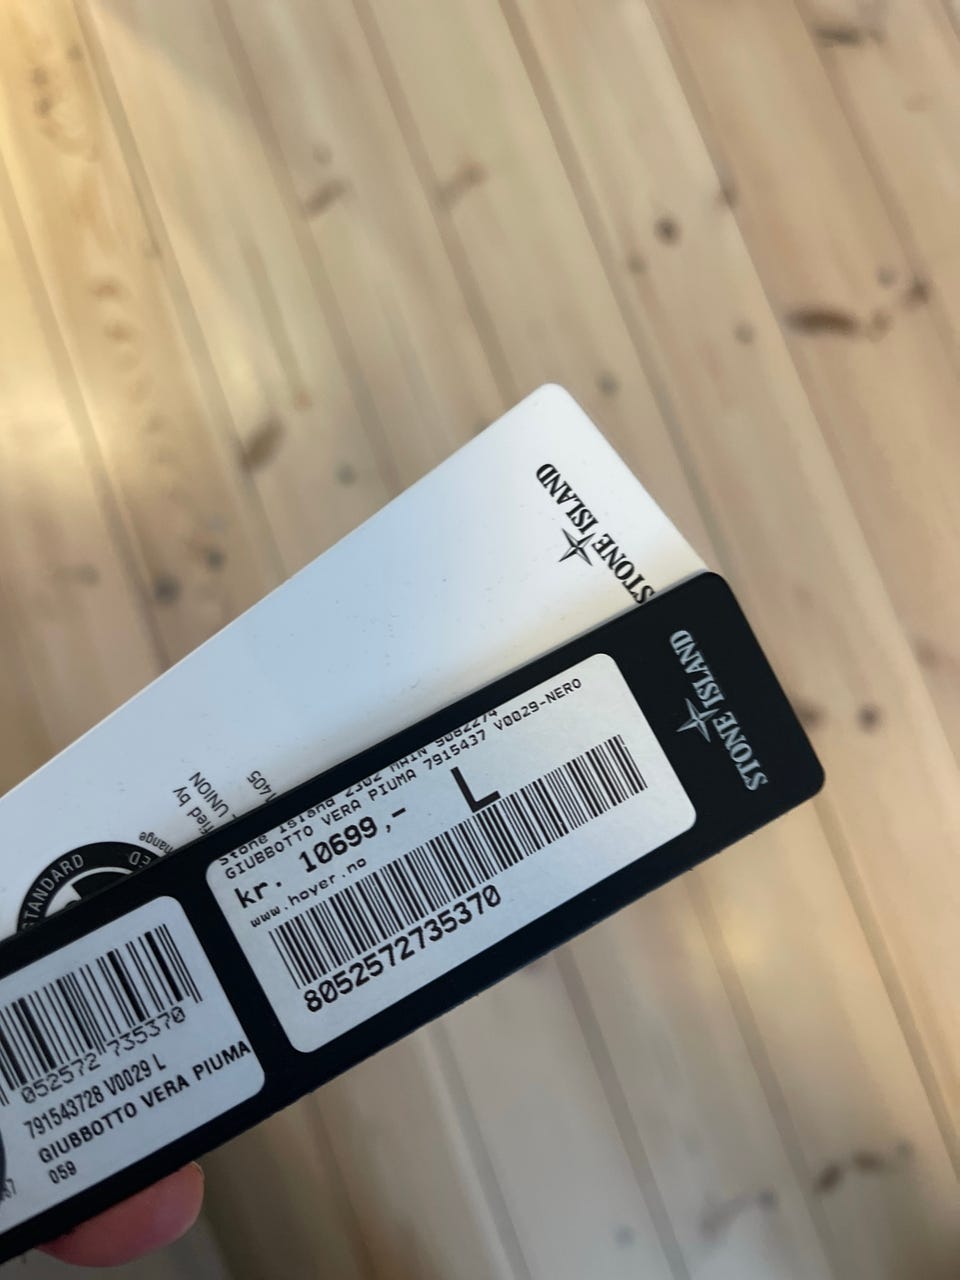 STONE ISLAND
STONE ISLAND
Stone Island 2302 MAIN 9082274
GIUBBOTTO VERA PIUMA 7915437 V0029-NERO
kr. 10699,- L
www.hoyer.no
8052572735370
STANDARD
UNION
1405
052572 735370
791543728 V0029 L
GIUBBOTTO VERA PIUMA
059